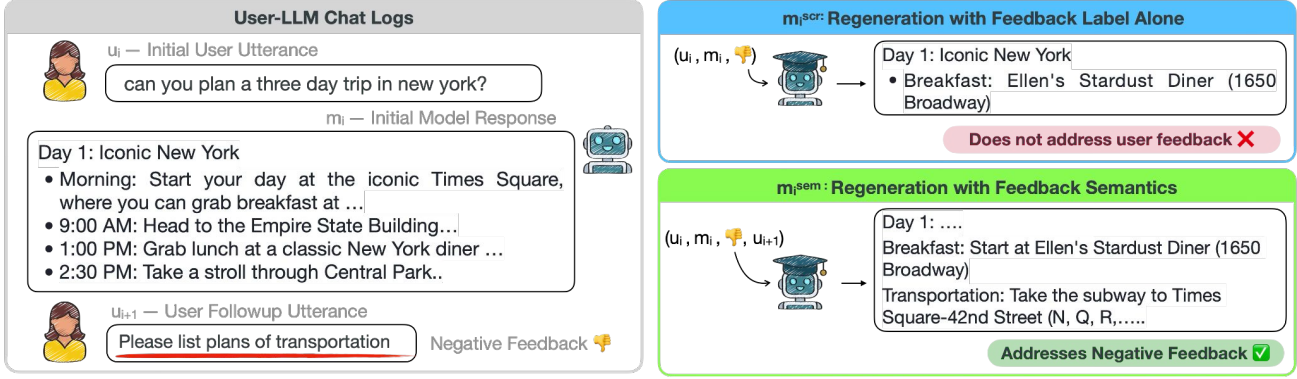 User-LLM Chat Logs
uᵢ — Initial User Utterance
can you plan a three day trip in new york?
mᵢ — Initial Model Response
Day 1: Iconic New York
• Morning: Start your day at the iconic Times Square,
where you can grab breakfast at …
• 9:00 AM: Head to the Empire State Building…
• 1:00 PM: Grab lunch at a classic New York diner …
• 2:30 PM: Take a stroll through Central Park..
uᵢ₊₁ — User Followup Utterance
Please list plans of transportation
Negative Feedback 👎
mᵢˢᶜʳ: Regeneration with Feedback Label Alone
(uᵢ , mᵢ , 👎)
Day 1: Iconic New York
• Breakfast: Ellen's Stardust Diner (1650
Broadway)
Does not address user feedback ❌
mᵢˢᵉᵐ : Regeneration with Feedback Semantics
(uᵢ , mᵢ , 👎, uᵢ₊₁)
Day 1: ….
Breakfast: Start at Ellen's Stardust Diner (1650
Broadway)
Transportation: Take the subway to Times
Square-42nd Street (N, Q, R,…..
Addresses Negative Feedback ✅